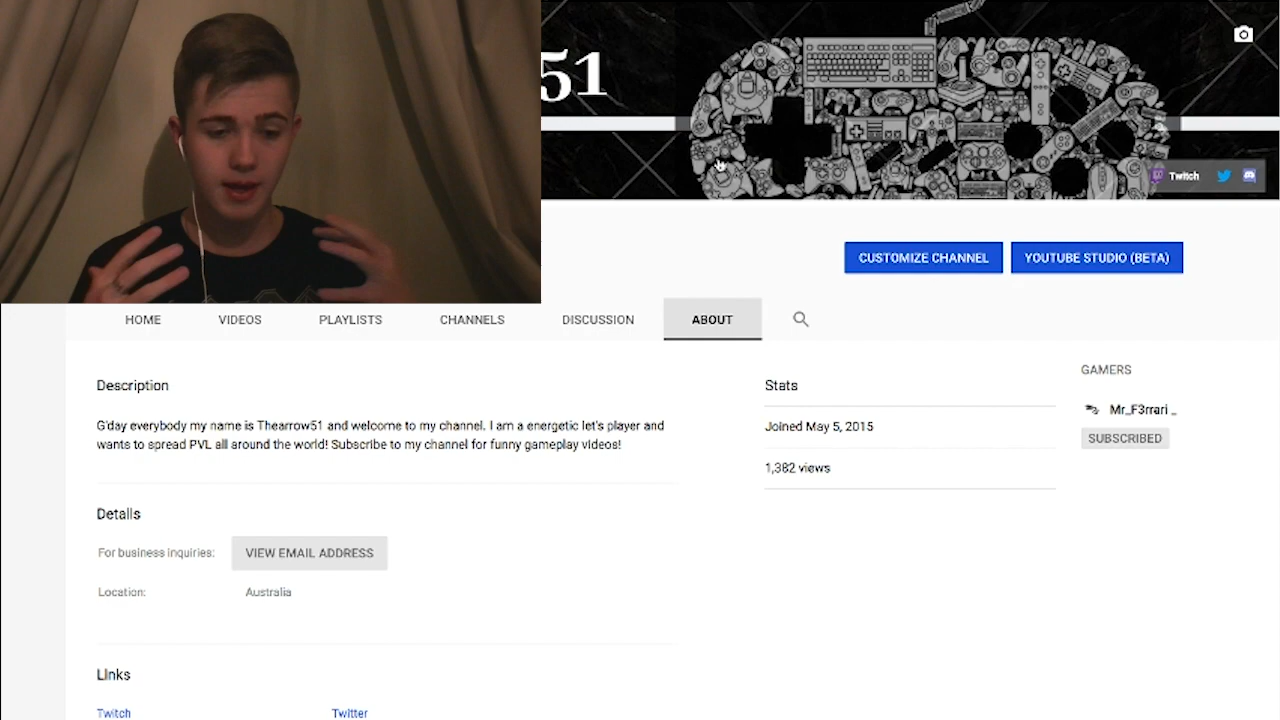 51
Twitch
CUSTOMIZE CHANNEL
YOUTUBE STUDIO (BETA)
HOME
VIDEOS
PLAYLISTS
CHANNELS
DISCUSSION
ABOUT
Description
G'day everybody my name is Thearrow51 and welcome to my channel. I am a energetic let's player and
wants to spread PVL all around the world! Subscribe to my channel for funny gameplay videos!
Details
For business inquiries:
VIEW EMAIL ADDRESS
Location:
Australia
Links
Twitch
Twitter
Stats
Joined May 5, 2015
1,382 views
GAMERS
Mr_F3rrari _
SUBSCRIBED